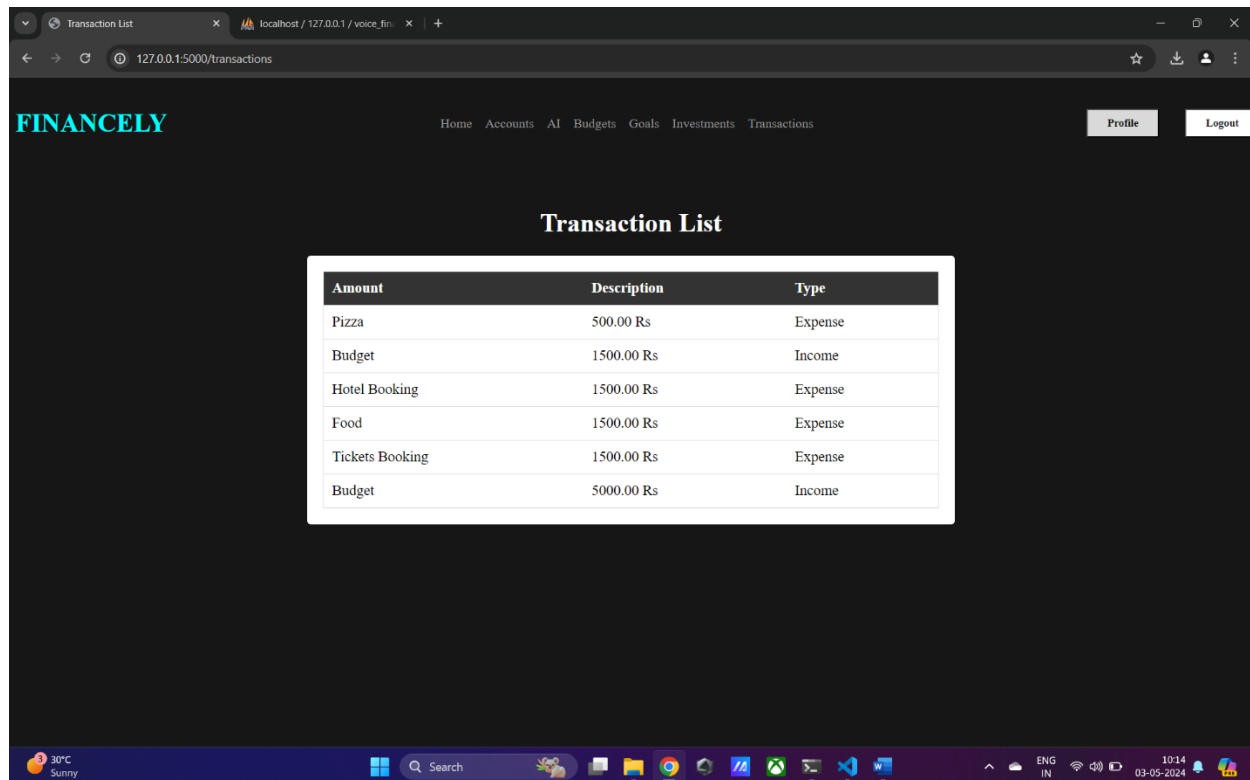 Transaction List
localhost / 127.0.0.1 / voice_fin
127.0.0.1:5000/transactions
FINANCELY
Home Accounts AI Budgets Goals Investments Transactions
Profile
Logout
Transaction List
Amount Description Type
Pizza 500.00 Rs Expense
Budget 1500.00 Rs Income
Hotel Booking 1500.00 Rs Expense
Food 1500.00 Rs Expense
Tickets Booking 1500.00 Rs Expense
Budget 5000.00 Rs Income
3
30°C
Sunny
Search
ENG
IN
10:14
03-05-2024